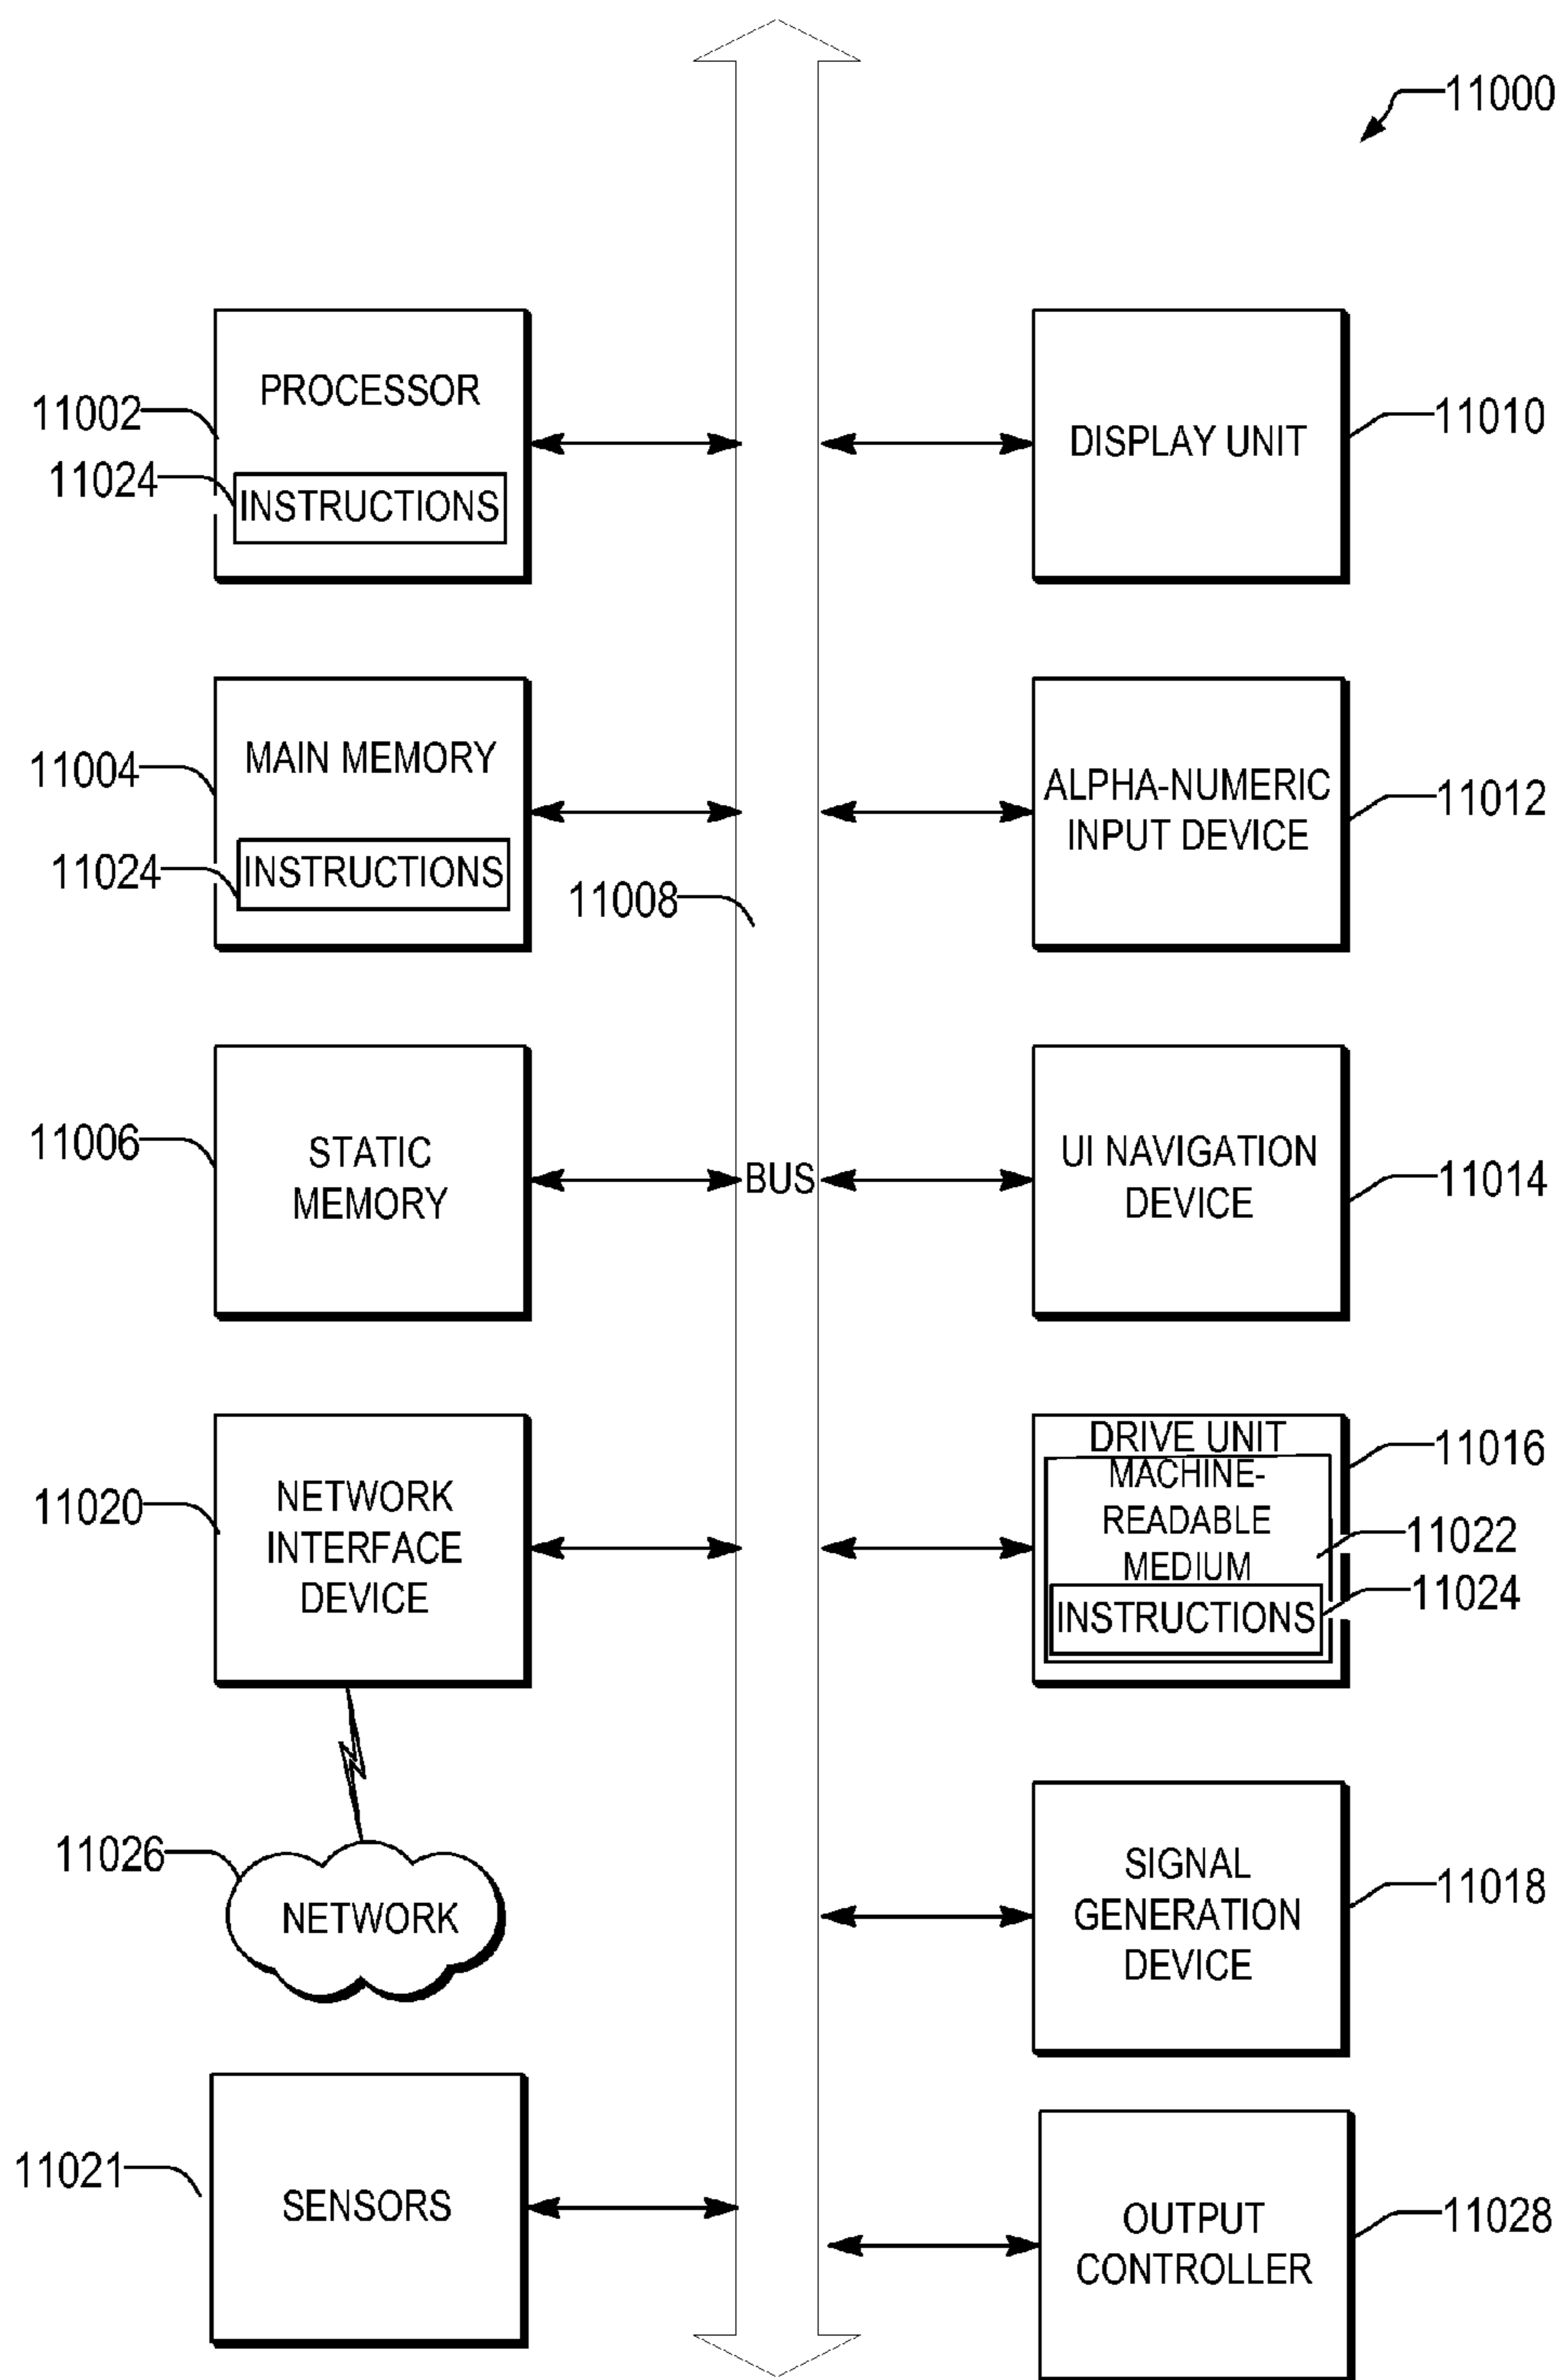 11000
PROCESSOR
11002
11024
INSTRUCTIONS
DISPLAY UNIT
11010
MAIN MEMORY
11004
11024
INSTRUCTIONS
11008
ALPHA-NUMERIC
INPUT DEVICE
11012
11006
STATIC
MEMORY
BUS
UI NAVIGATION
DEVICE
11014
11020
NETWORK
INTERFACE
DEVICE
DRIVE UNIT
11016
MACHINE-
READABLE
MEDIUM
11022
INSTRUCTIONS
11024
11026
NETWORK
SIGNAL
GENERATION
DEVICE
11018
11021
SENSORS
OUTPUT
CONTROLLER
11028